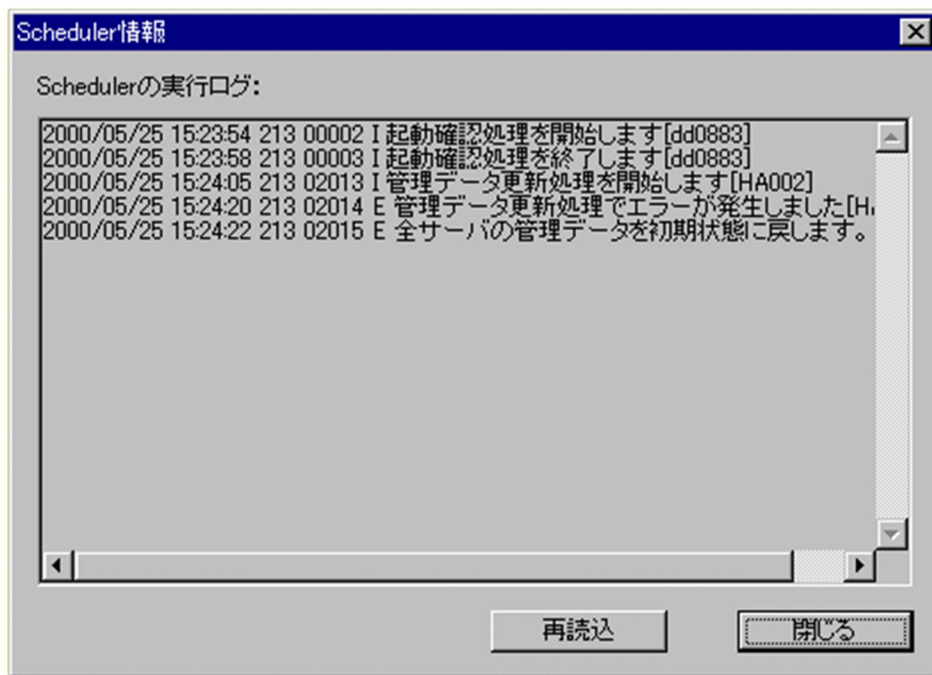 Scheduler情報
Schedulerの実行ログ:
2000/05/25 15:23:54 213 00002 I 起動確認処理を開始します[dd0883]
2000/05/25 15:23:58 213 00003 I 起動確認処理を終了します[dd0883]
2000/05/25 15:24:05 213 02013 I 管理データ更新処理を開始します[HA002]
2000/05/25 15:24:20 213 02014 E 管理データ更新処理でエラーが発生しました[H
2000/05/25 15:24:22 213 02015 E 全サーバの管理データを初期状態に戻します。
再読込
閉じる